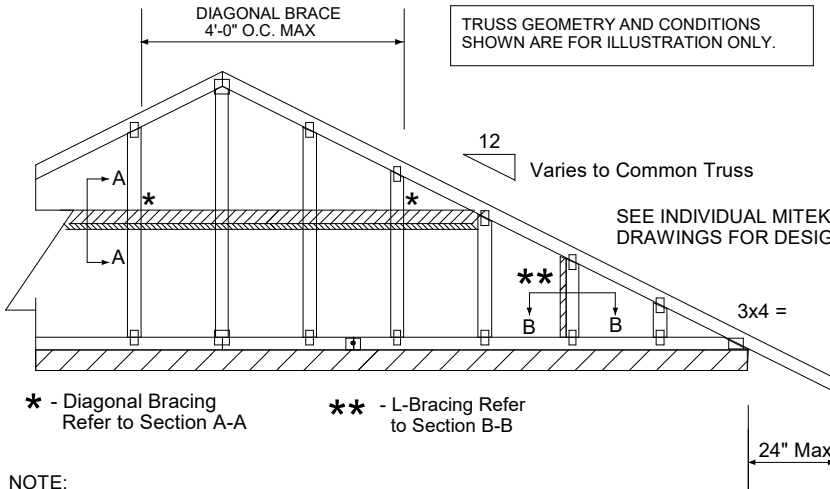 DIAGONAL BRACE
4'-0" O.C. MAX
TRUSS GEOMETRY AND CONDITIONS
SHOWN ARE FOR ILLUSTRATION ONLY.
12
Varies to Common Truss
SEE INDIVIDUAL MITEK
DRAWINGS FOR DESIG
A
*
*
A
**
B
B
3x4 =
* - Diagonal Bracing
Refer to Section A-A
** - L-Bracing Refer
to Section B-B
24" Max
NOTE: